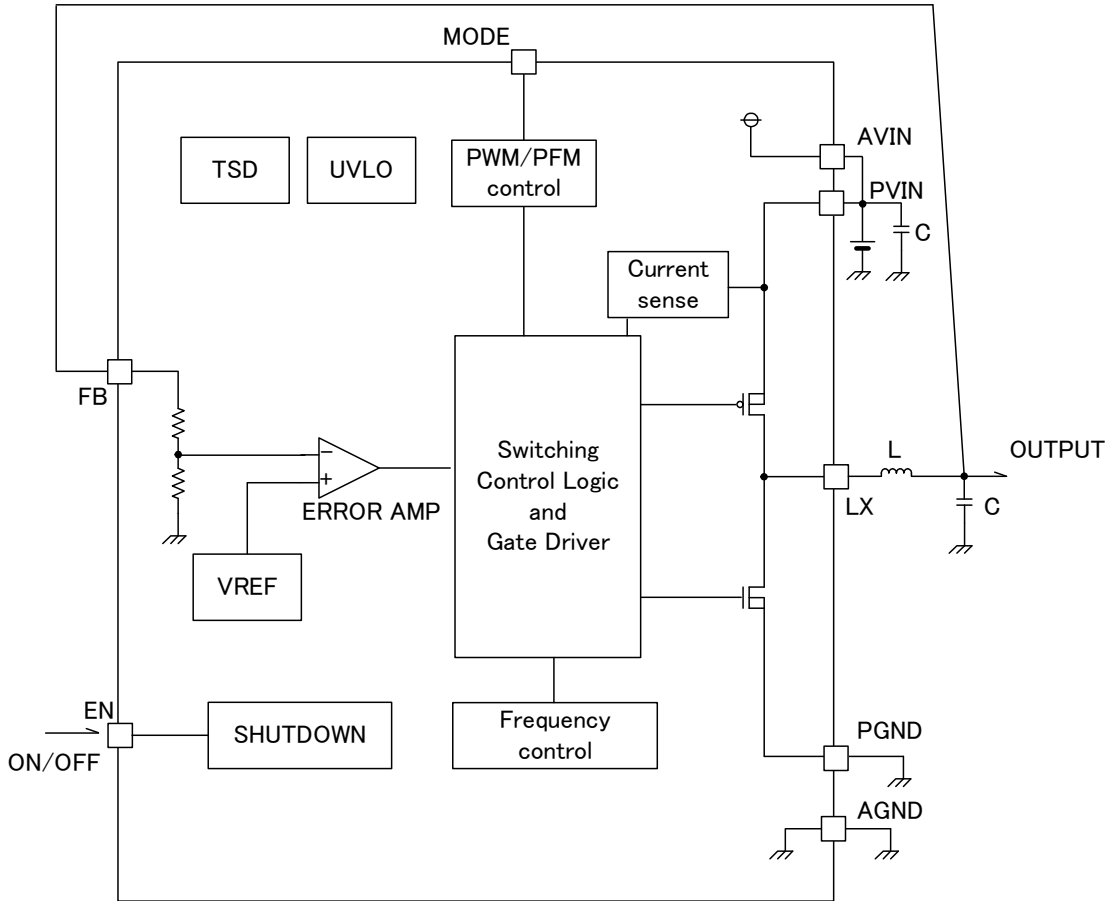 MODE
AVIN
TSD
UVLO
PWM/PFM
control
PVIN
C
Current
sense
FB
L
OUTPUT
Switching
Control Logic
and
Gate Driver
LX
C
ERROR AMP
VREF
EN
ON/OFF
SHUTDOWN
Frequency
control
PGND
AGND